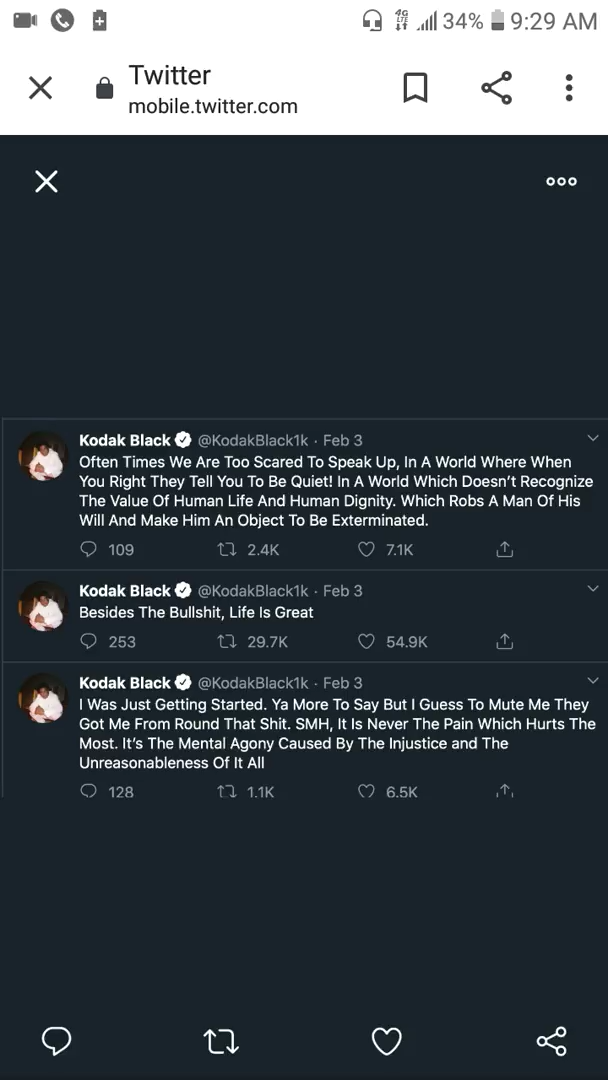 34% 9:29 AM
Twitter
mobile.twitter.com
Kodak Black @KodakBlack1k · Feb 3
Often Times We Are Too Scared To Speak Up, In A World Where When
You Right They Tell You To Be Quiet! In A World Which Doesn't Recognize
The Value Of Human Life And Human Dignity. Which Robs A Man Of His
Will And Make Him An Object To Be Exterminated.
109 2.4K 7.1K
Kodak Black @KodakBlack1k · Feb 3
Besides The Bullshit, Life Is Great
253 29.7K 54.9K
Kodak Black @KodakBlack1k · Feb 3
I Was Just Getting Started. Ya More To Say But I Guess To Mute Me They
Got Me From Round That Shit. SMH, It Is Never The Pain Which Hurts The
Most. It's The Mental Agony Caused By The Injustice and The
Unreasonableness Of It All
128 1.1K 6.5K